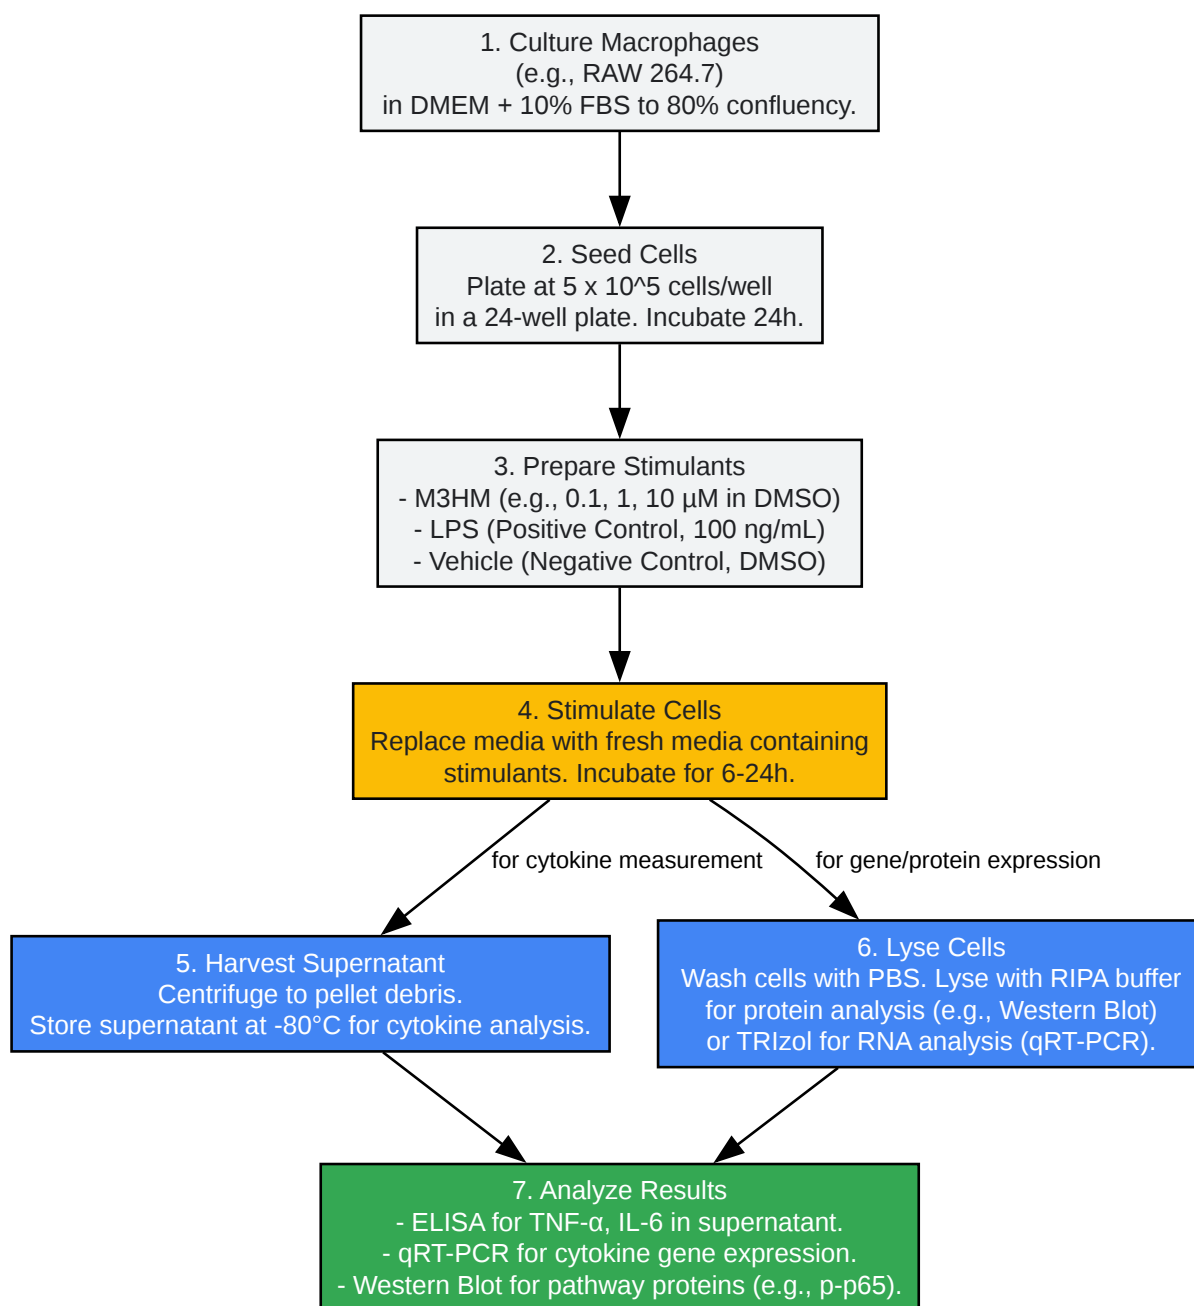 1. Culture Macrophages
(e.g., RAW 264.7)
in DMEM + 10% FBS to 80% confluency.
2. Seed Cells
Plate at 5 x 10^5 cells/well
in a 24-well plate. Incubate 24h.
3. Prepare Stimulants
- M3HM (e.g., 0.1, 1, 10 µM in DMSO)
- LPS (Positive Control, 100 ng/mL)
- Vehicle (Negative Control, DMSO)
4. Stimulate Cells
Replace media with fresh media containing
stimulants. Incubate for 6-24h.
for cytokine measurement
for gene/protein expression
5. Harvest Supernatant
Centrifuge to pellet debris.
Store supernatant at -80°C for cytokine analysis.
6. Lyse Cells
Wash cells with PBS. Lyse with RIPA buffer
for protein analysis (e.g., Western Blot)
or TRIzol for RNA analysis (qRT-PCR).
7. Analyze Results
- ELISA for TNF-α, IL-6 in supernatant.
- qRT-PCR for cytokine gene expression.
- Western Blot for pathway proteins (e.g., p-p65).